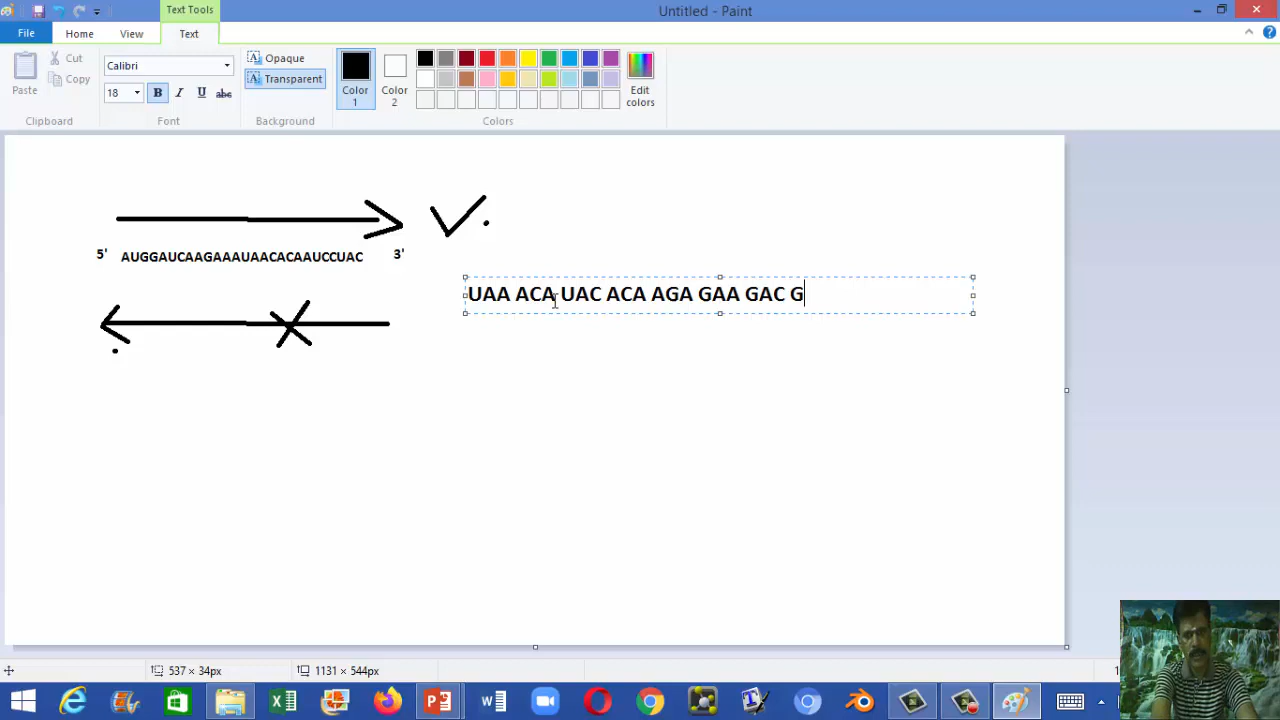 Text Tools
Untitled - Paint
File
Home
View
Text
Paste
Cut
Copy
Clipboard
Calibri
18
B I U abc
Font
Opaque
Transparent
Background
Color 1
Color 2
Edit colors
Colors
5' AUGGAUCAAGAAAUAACACAAUCCUAC 3'
UAA ACA UAC ACA AGA GAA GAC G
537 × 34px
1131 × 544px